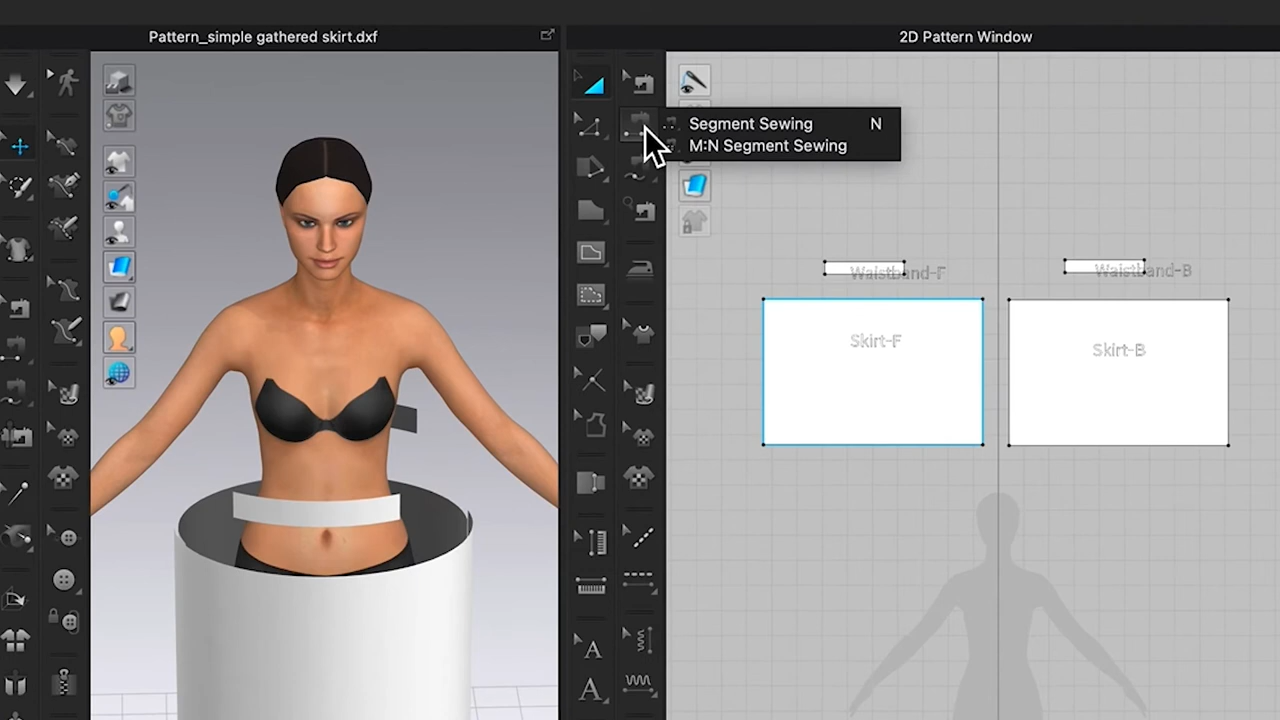 Pattern_simple gathered skirt.dxf
2D Pattern Window
Segment Sewing N
M:N Segment Sewing
Waistband-F
Waistband-B
Skirt-F
Skirt-B
A
A